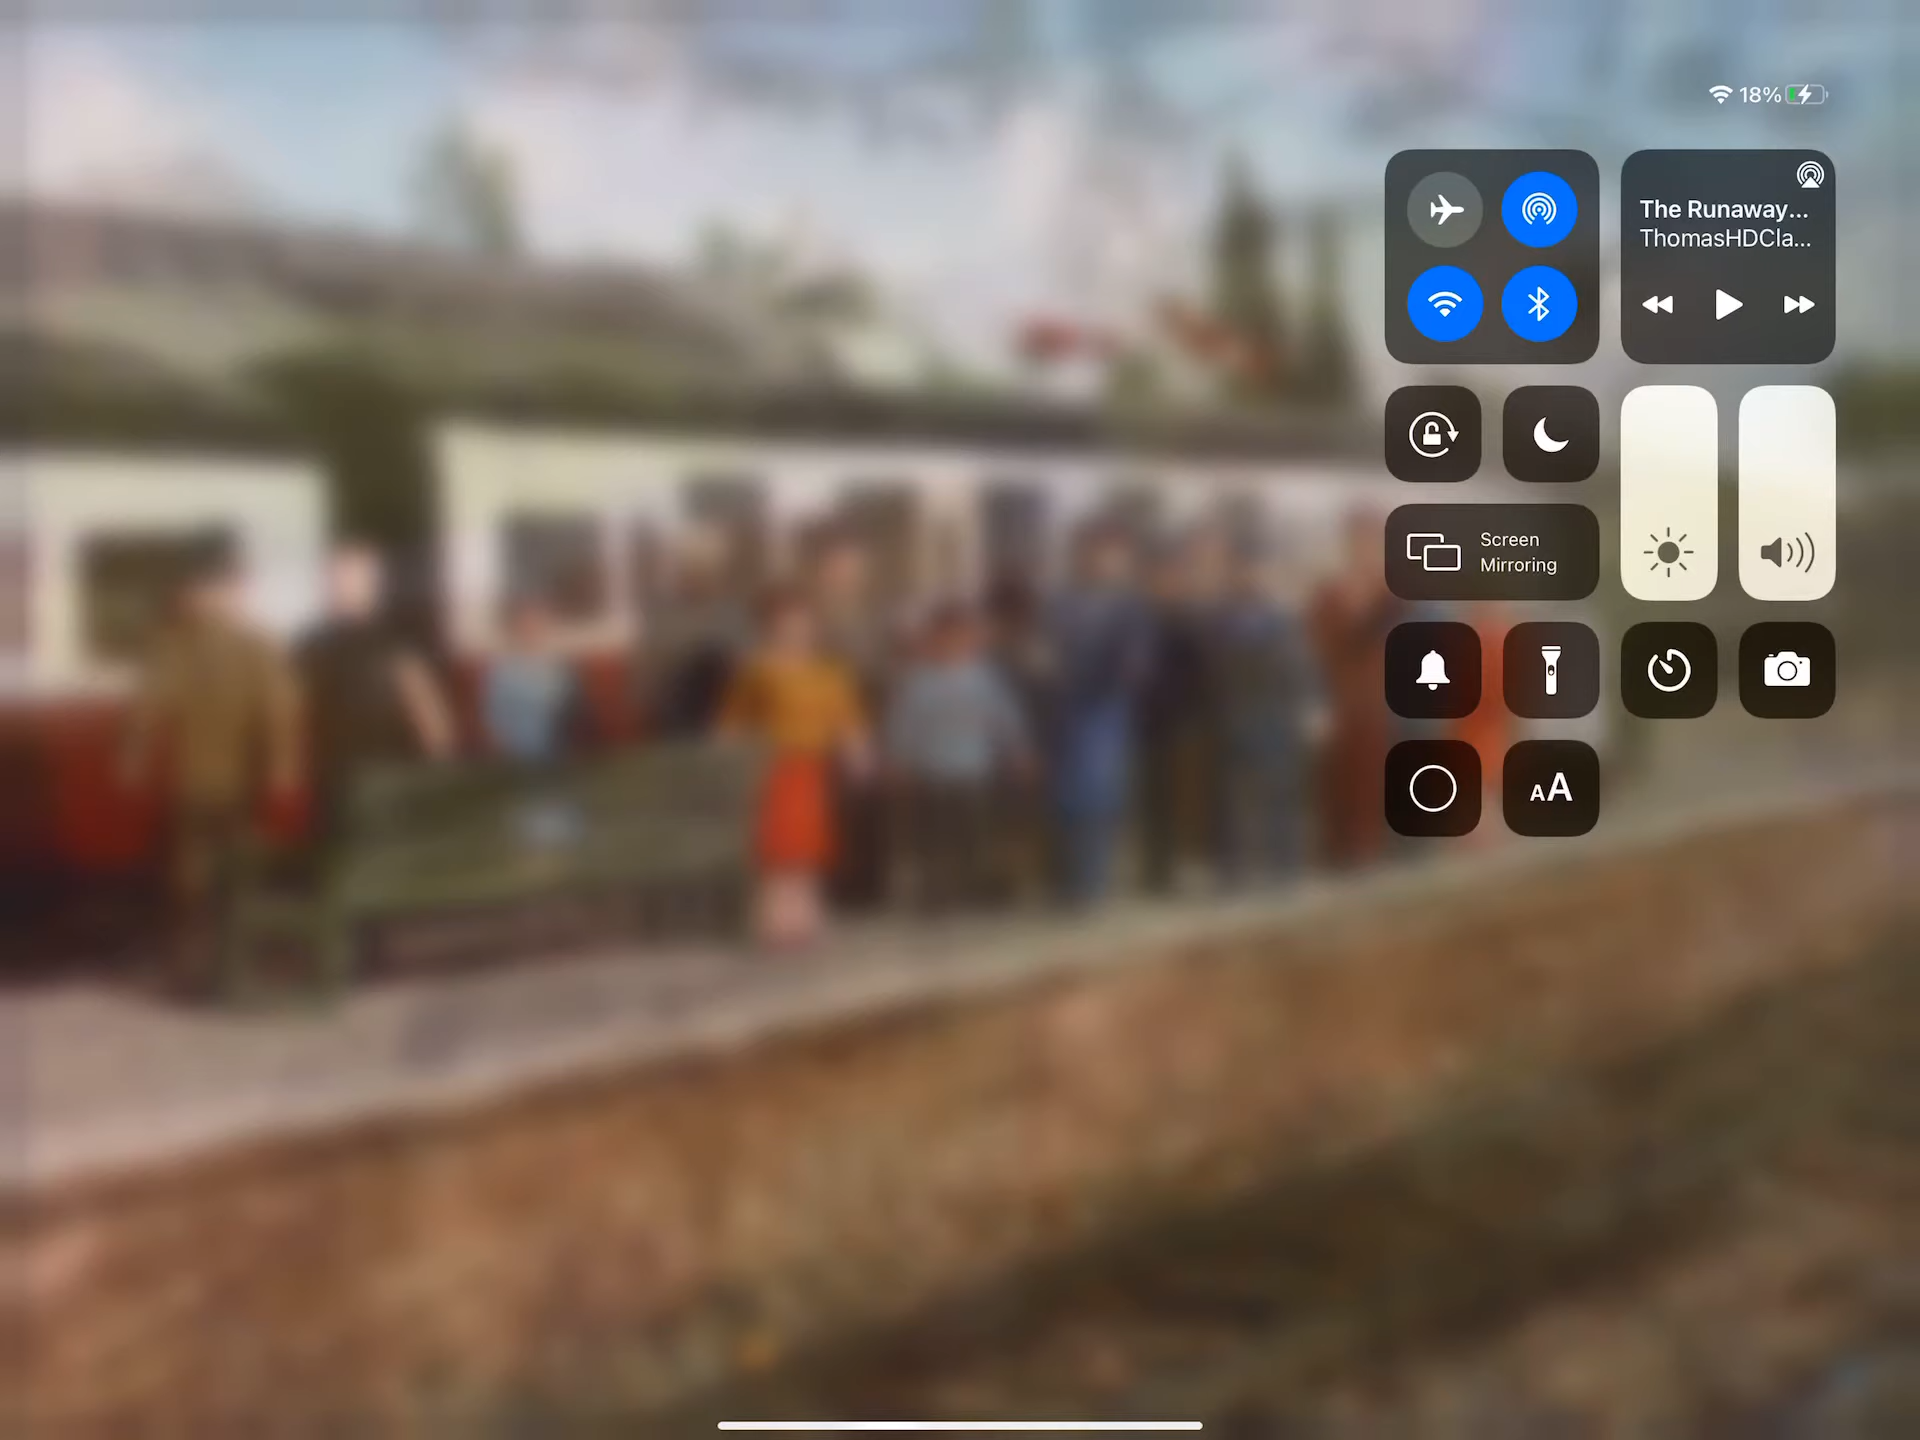 18%
The Runaway...
ThomasHDCla...
Screen
Mirroring
AA